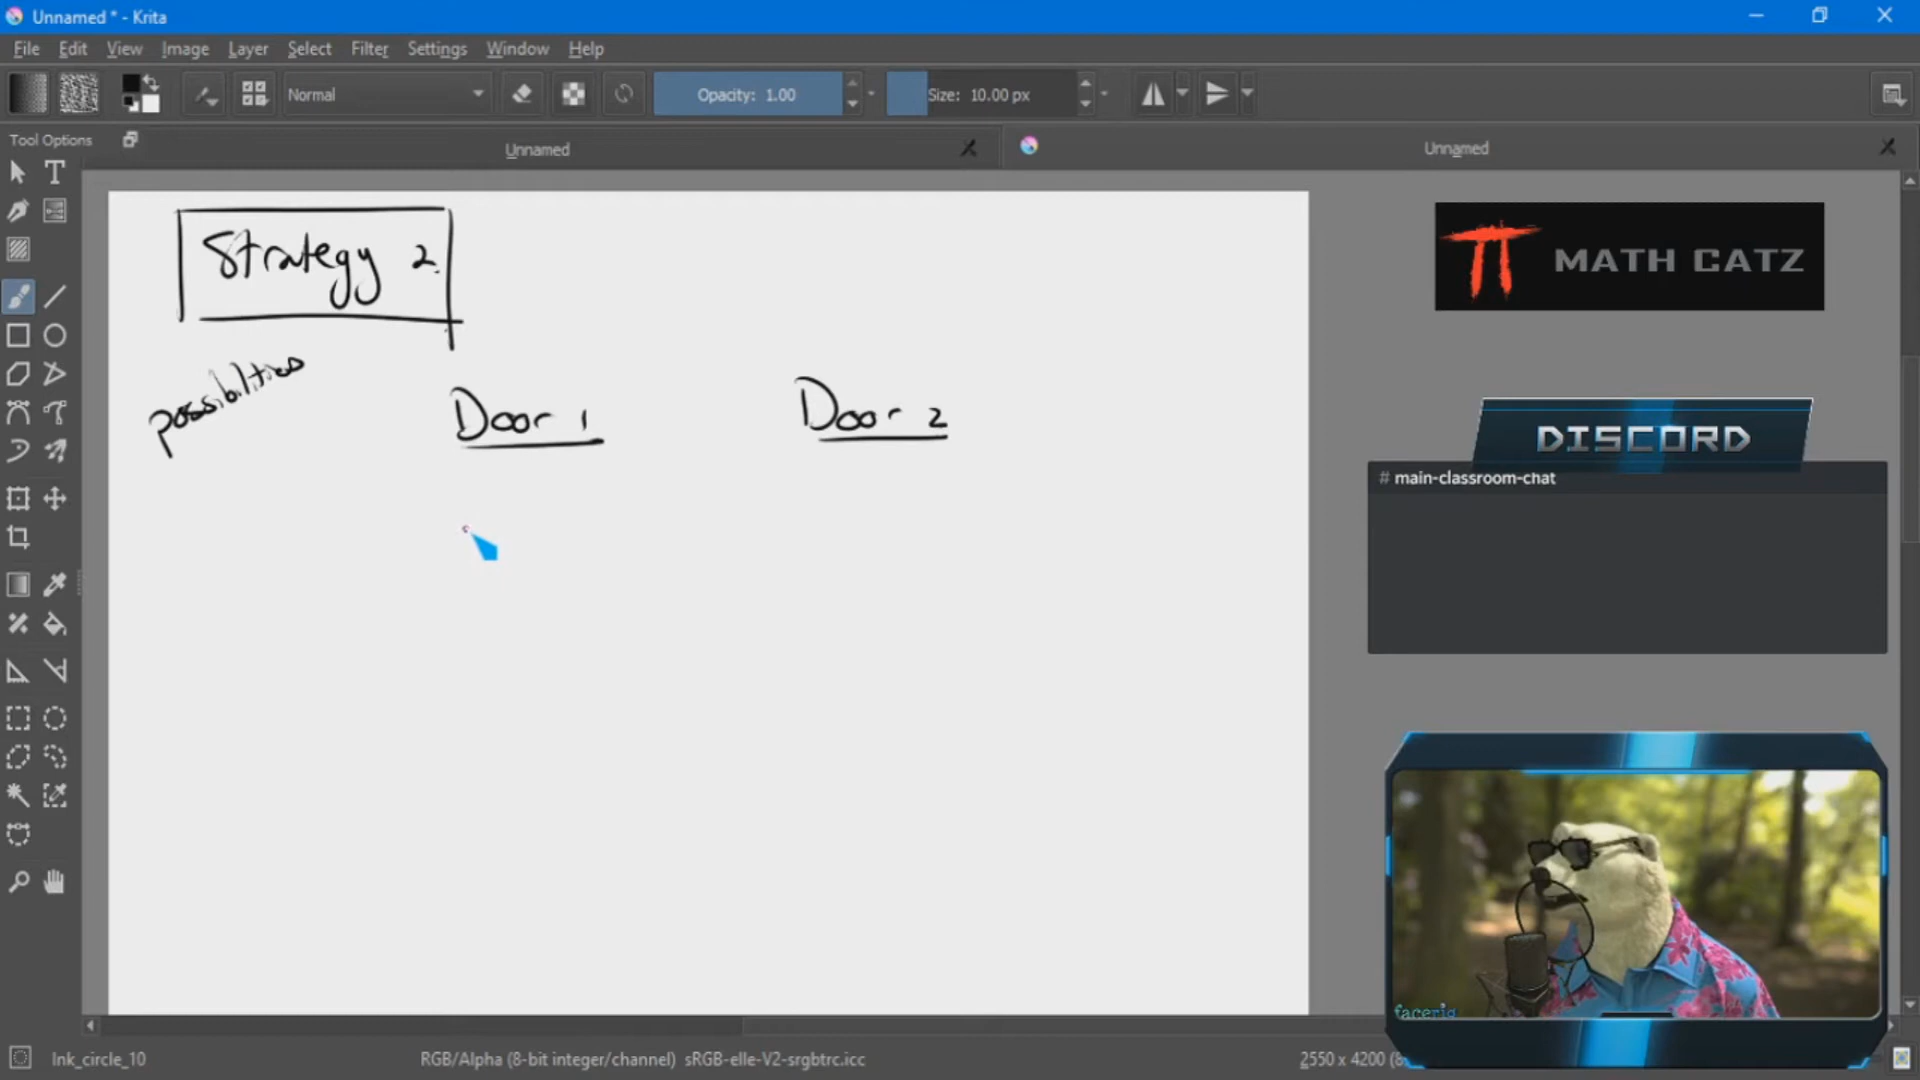 Unnamed * - Krita
File Edit View Image Layer Select Filter Settings Window Help
Normal
Opacity: 1.00
Size: 10.00 px
Tool Options
Unnamed
Unnamed
Strategy 2.
possibilities
Door 1
Door 2
π MATH CATZ
DISCORD
# main-classroom-chat
facerig
Ink_circle_10
RGB/Alpha (8-bit integer/channel) sRGB-elle-V2-srgbtrc.icc
2550 x 4200 (8